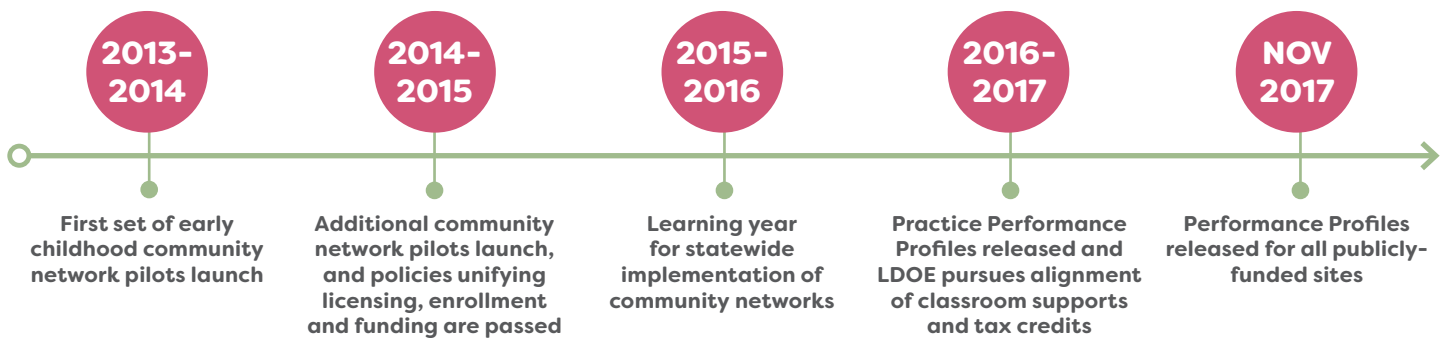 2013-
2014
2014-
2015
2015-
2016
2016-
2017
NOV
2017
First set of early
childhood community
network pilots launch
Additional community
network pilots launch,
and policies unifying
licensing, enrollment
and funding are passed
Learning year
for statewide
implementation of
community networks
Practice Performance
Profiles released and
LDOE pursues alignment
of classroom supports
and tax credits
Performance Profiles
released for all publicly-
funded sites